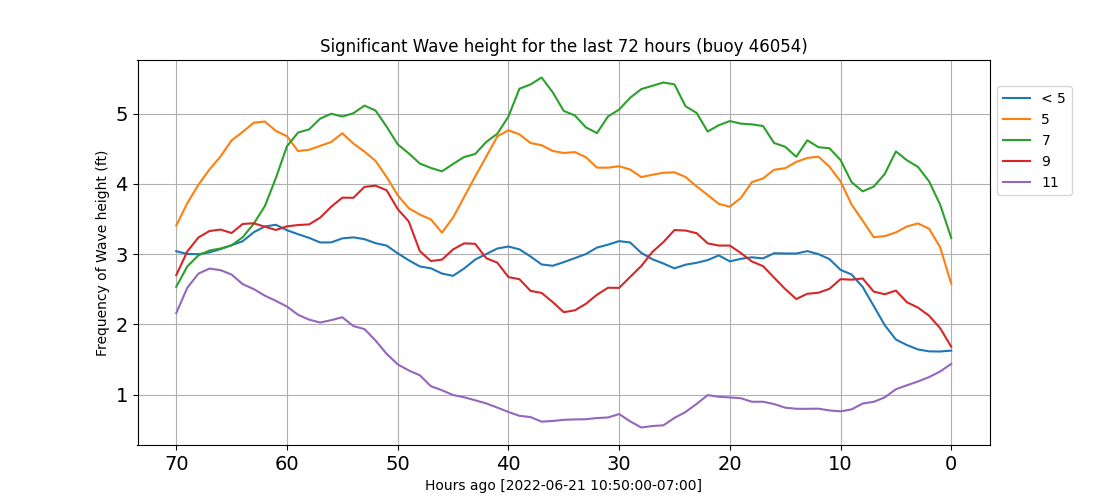 Significant Wave height for the last 72 hours (buoy 46054)
Frequency of Wave height (ft)
5
4
3
2
1
70 60 50 40 30 20 10 0
Hours ago [2022-06-21 10:50:00-07:00]
< 5
5
7
9
11